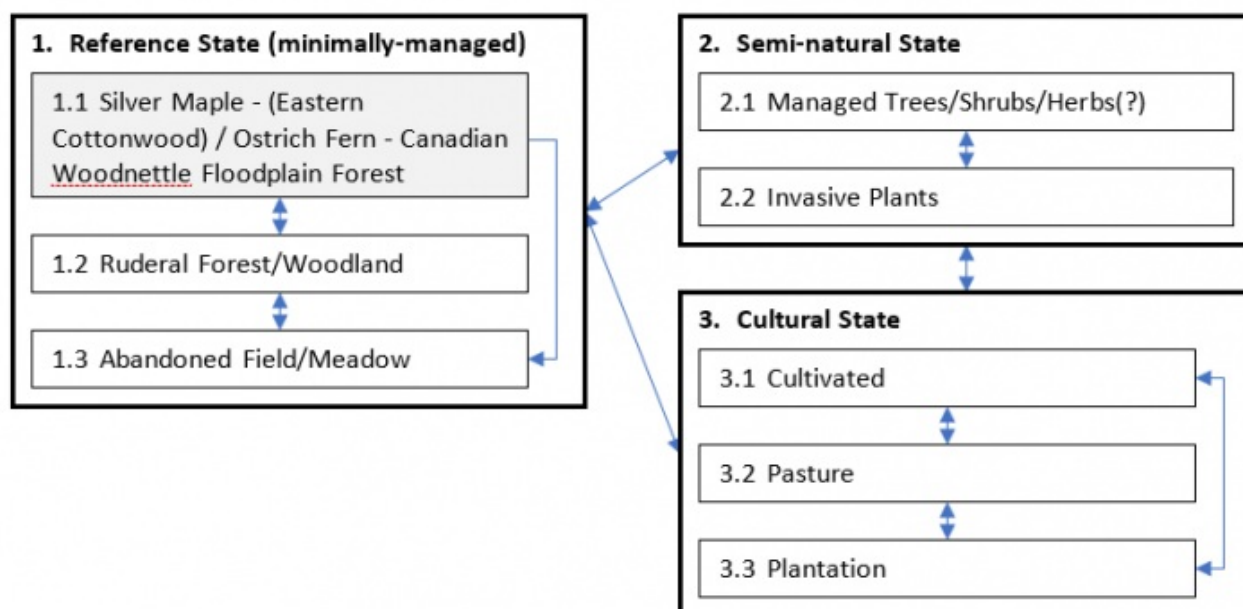 1. Reference State (minimally-managed)
1.1 Silver Maple - (Eastern
Cottonwood) / Ostrich Fern - Canadian
Woodnettle Floodplain Forest
1.2 Ruderal Forest/Woodland
1.3 Abandoned Field/Meadow
2. Semi-natural State
2.1 Managed Trees/Shrubs/Herbs(?)
2.2 Invasive Plants
3. Cultural State
3.1 Cultivated
3.2 Pasture
3.3 Plantation